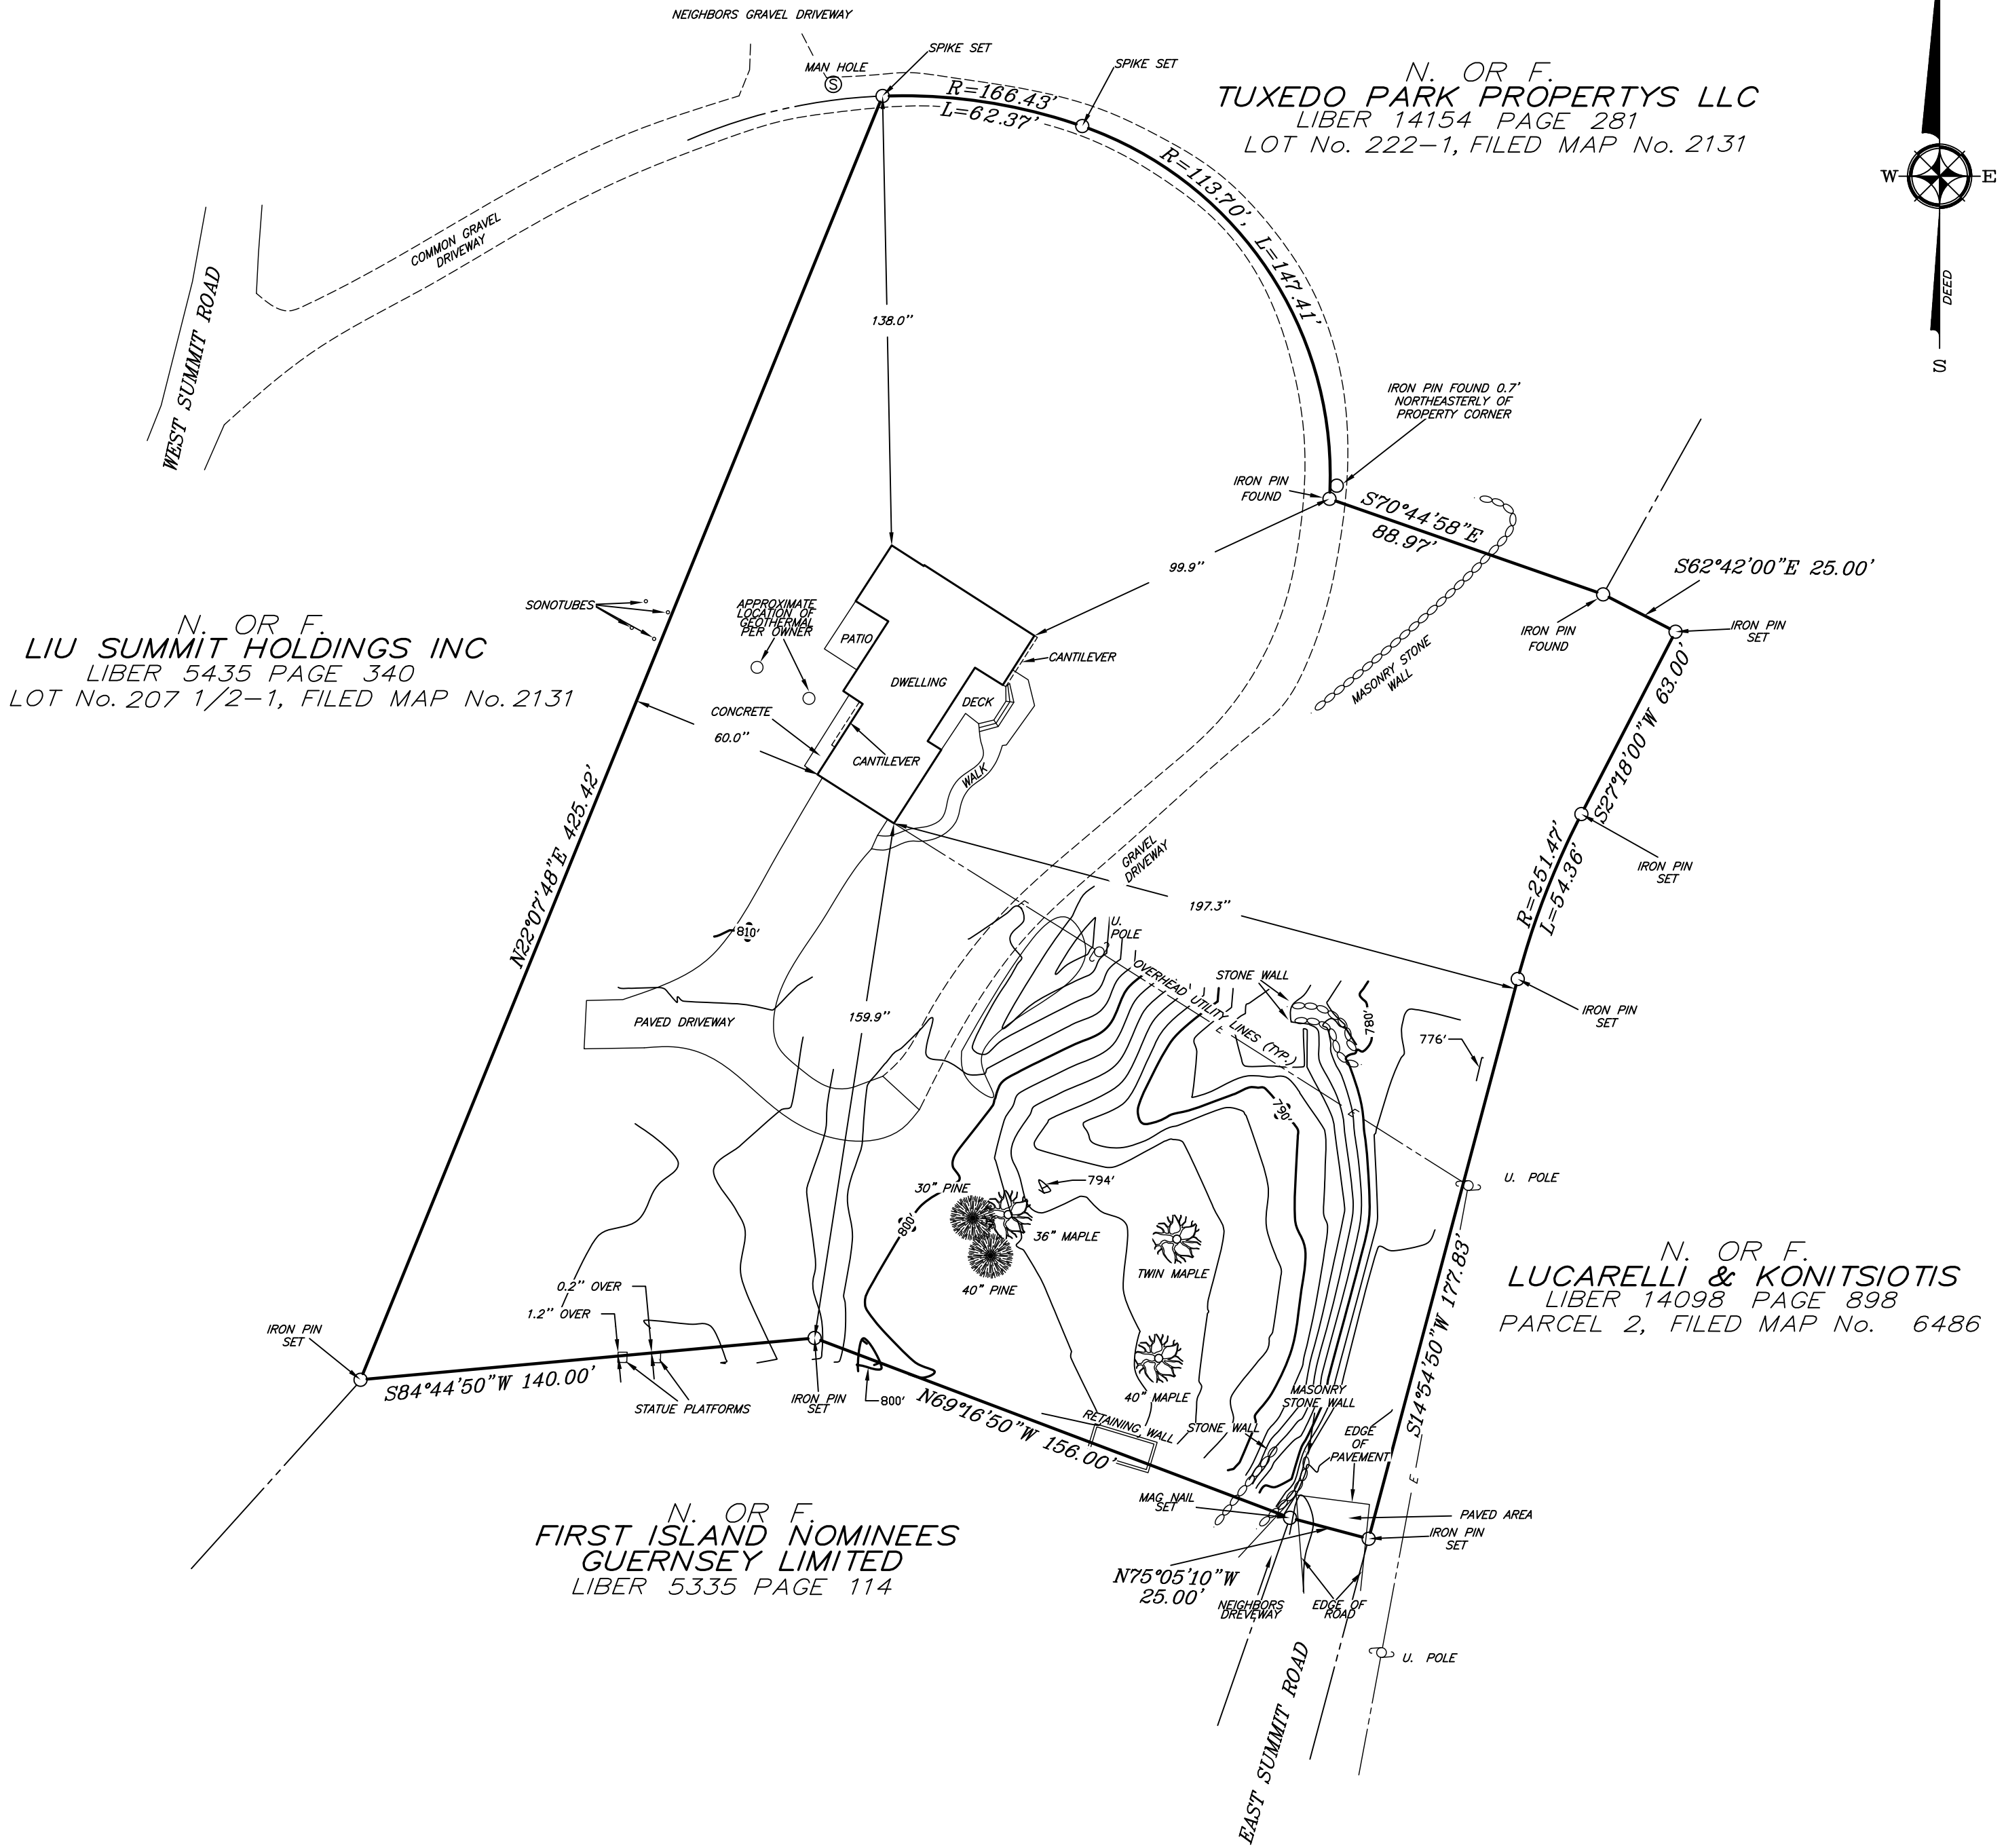 NEIGHBORS GRAVEL DRIVEWAY
SPIKE SET
MAN HOLE
S
SPIKE SET
R=166.43'
L=62.37'
N. OR F.
TUXEDO PARK PROPERTYS LLC
LIBER 14154 PAGE 281
LOT No. 222-1, FILED MAP No. 2131
W
E
DEED
S
R=113.70', L=147.41'
COMMON GRAVEL
DRIVEWAY
WEST SUMMIT ROAD
138.0"
IRON PIN FOUND 0.7'
NORTHEASTERLY OF
PROPERTY CORNER
IRON PIN
FOUND
S70°44'58"E
88.97'
99.9"
S62°42'00"E 25.00'
IRON PIN
FOUND
IRON PIN
SET
MASONRY STONE
WALL
S27°18'00"W 63.00'
SONOTUBES
APPROXIMATE
LOCATION OF
GEOTHERMAL
PER OWNER
PATIO
CANTILEVER
DWELLING
DECK
CONCRETE
60.0"
CANTILEVER
WALK
N. OR F.
LIU SUMMIT HOLDINGS INC
LIBER 5435 PAGE 340
LOT No. 207 1/2-1, FILED MAP No. 2131
N22°07'48"E 425.42'
GRAVEL
DRIVEWAY
R=251.47'
L=54.36'
IRON PIN
SET
197.3"
810'
U.
POLE
OVERHEAD UTILITY LINES (TYP.)
E
E
STONE WALL
780'
776'
IRON PIN
SET
PAVED DRIVEWAY
159.9"
790'
794'
30" PINE
800'
36" MAPLE
40" PINE
TWIN MAPLE
U. POLE
S14°54'50"W 177.83'
N. OR F.
LUCARELLI & KONITSIOTIS
LIBER 14098 PAGE 898
PARCEL 2, FILED MAP No. 6486
0.2" OVER
1.2" OVER
IRON PIN
SET
S84°44'50"W 140.00'
STATUE PLATFORMS
IRON PIN
SET
800'
N69°16'50"W 156.00'
40" MAPLE
RETAINING WALL
STONE WALL
MASONRY
STONE WALL
EDGE
OF
PAVEMENT
E
MAG NAIL
SET
PAVED AREA
IRON PIN
SET
N75°05'10"W
25.00'
NEIGHBORS
DREVEWAY
EDGE OF
ROAD
N. OR F.
FIRST ISLAND NOMINEES
GUERNSEY LIMITED
LIBER 5335 PAGE 114
EAST SUMMIT ROAD
U. POLE